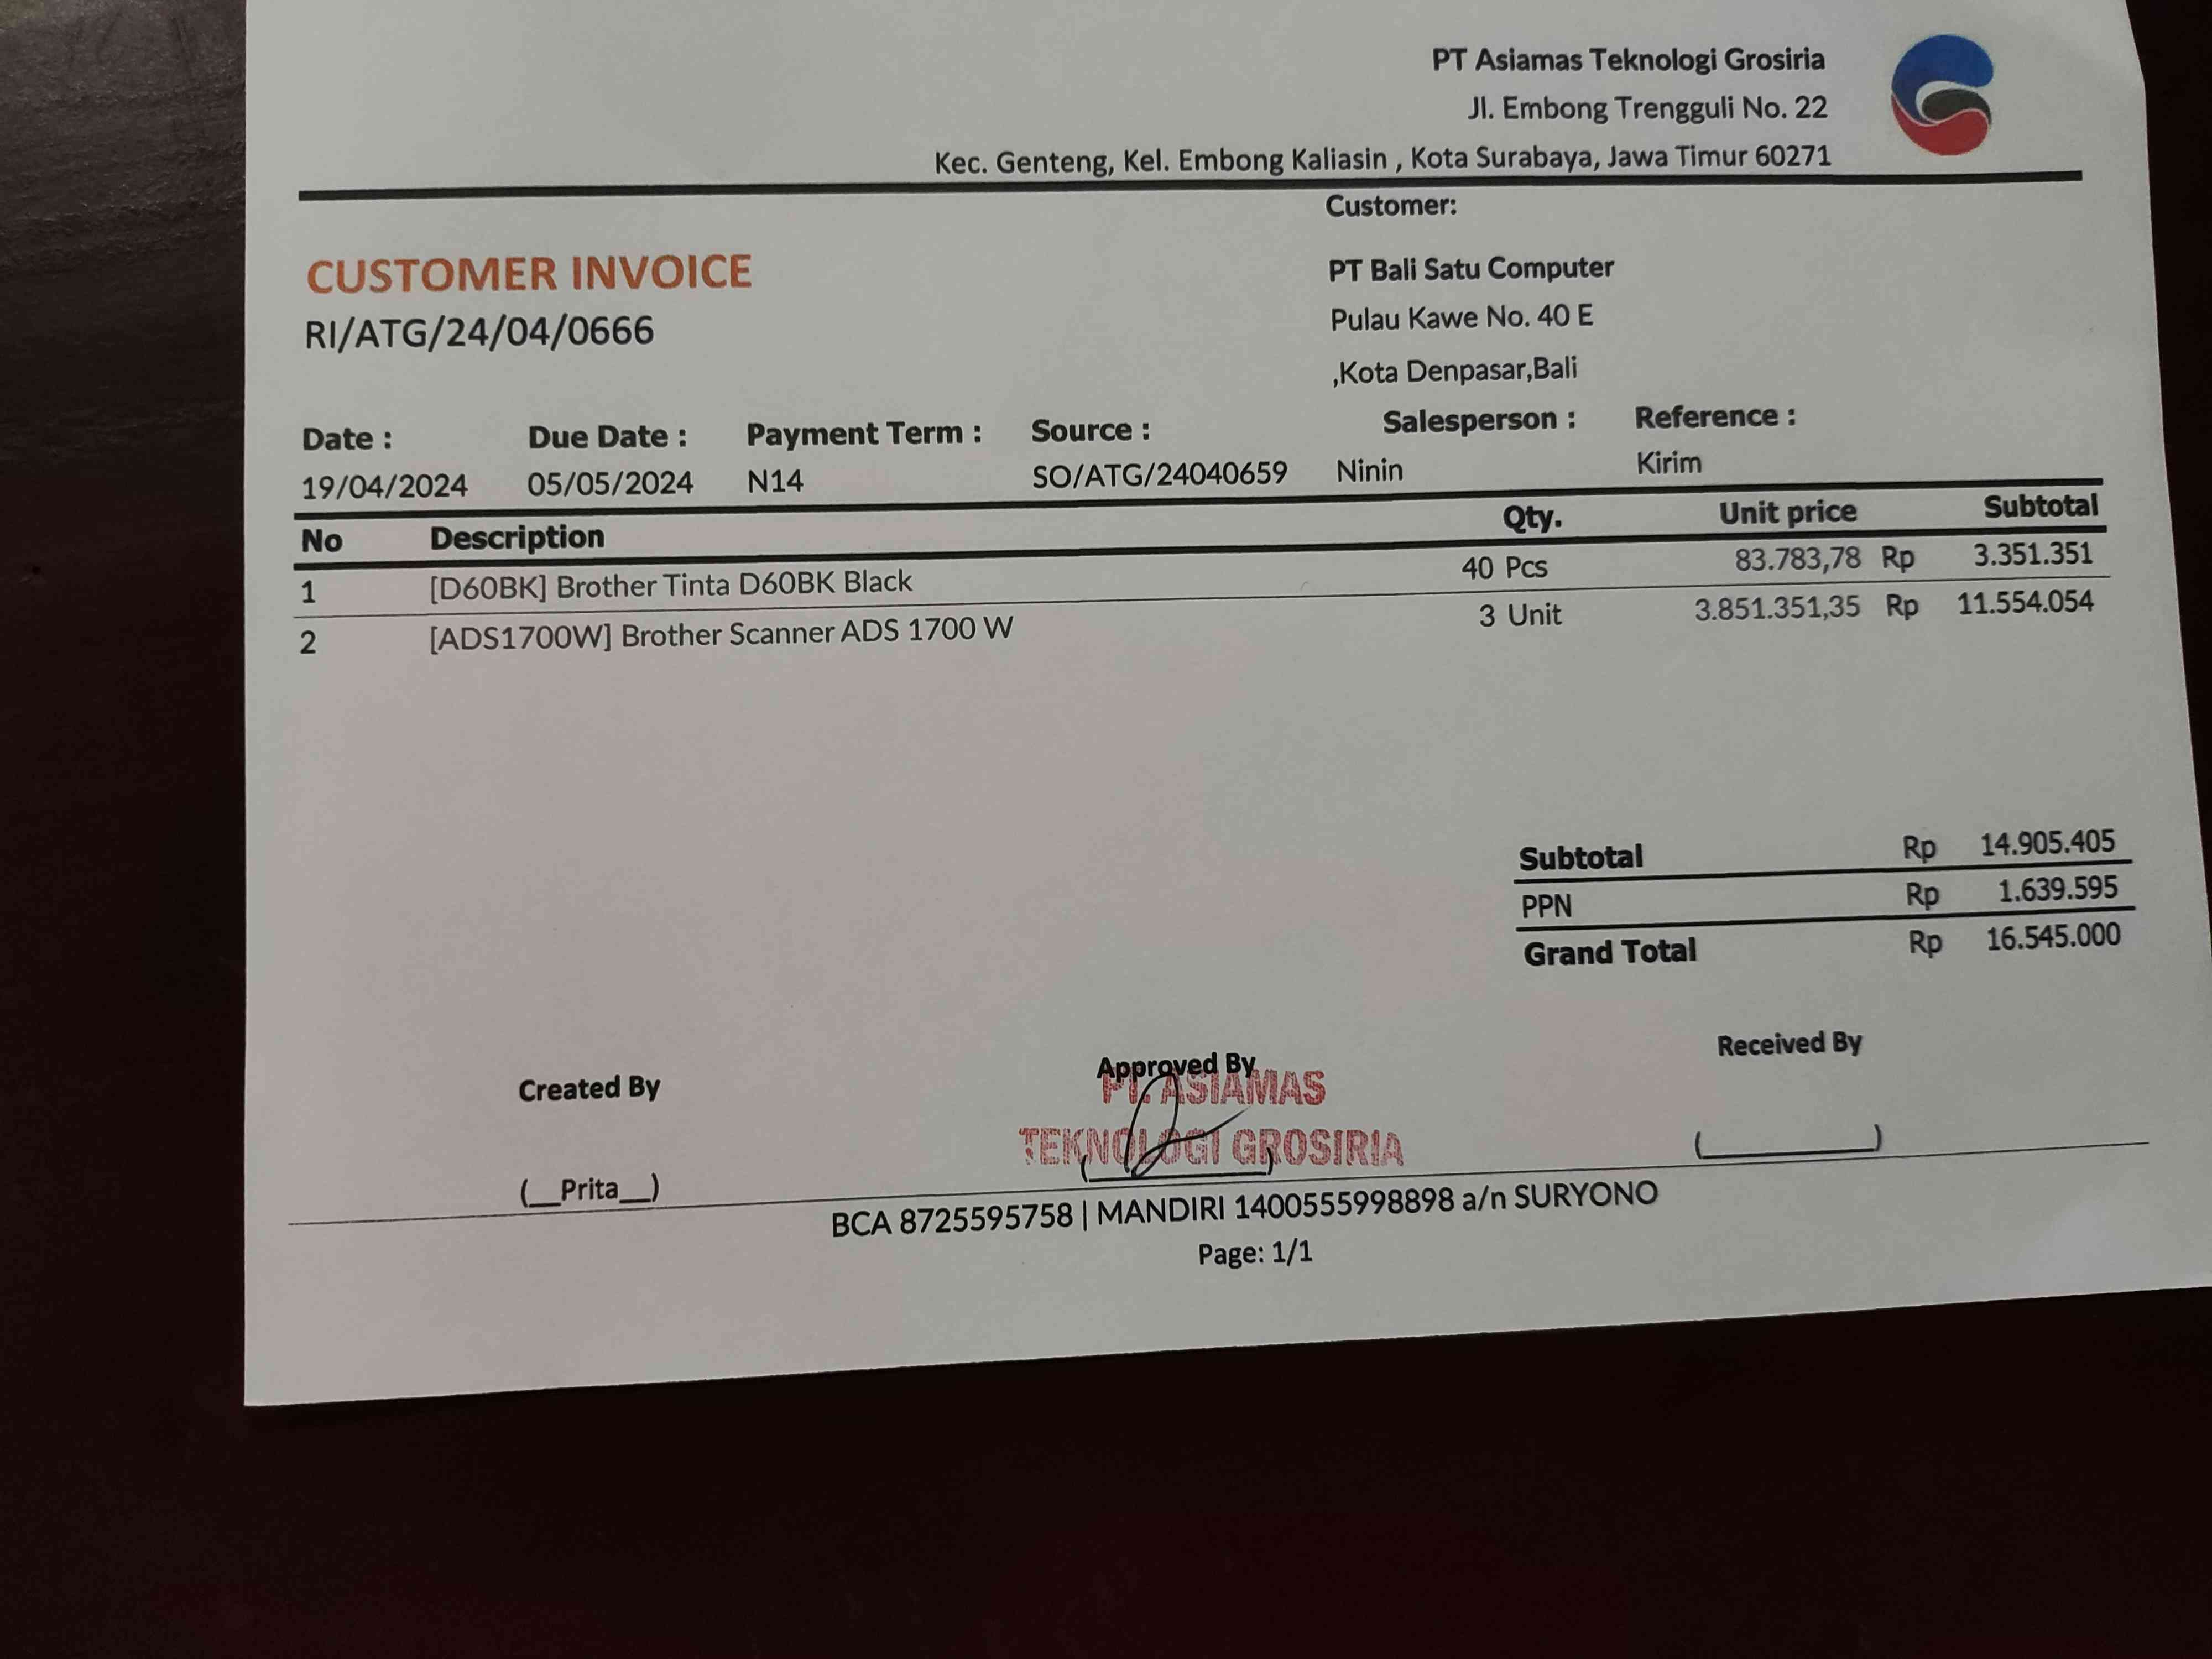 PT Asiamas Teknologi Grosiria
Jl. Embong Trengguli No. 22
Kec. Genteng, Kel. Embong Kaliasin , Kota Surabaya, Jawa Timur 60271
Customer:
CUSTOMER INVOICE
RI/ATG/24/04/0666
PT Bali Satu Computer
Pulau Kawe No. 40 E
,Kota Denpasar,Bali
Date : Due Date : Payment Term : Source : Salesperson : Reference :
19/04/2024 05/05/2024 N14 SO/ATG/24040659 Ninin Kirim
No Description Qty. Unit price Subtotal
1 [D60BK] Brother Tinta D60BK Black 40 Pcs 83.783,78 Rp 3.351.351
2 [ADS1700W] Brother Scanner ADS 1700 W 3 Unit 3.851.351,35 Rp 11.554.054
Subtotal Rp 14.905.405
PPN Rp 1.639.595
Grand Total Rp 16.545.000
Created By Approved By Received By
PT. ASIAMAS
TEKNOLOGI GROSIRIA
(__Prita__) (__________) (__________)
BCA 8725595758 | MANDIRI 1400555998898 a/n SURYONO
Page: 1/1